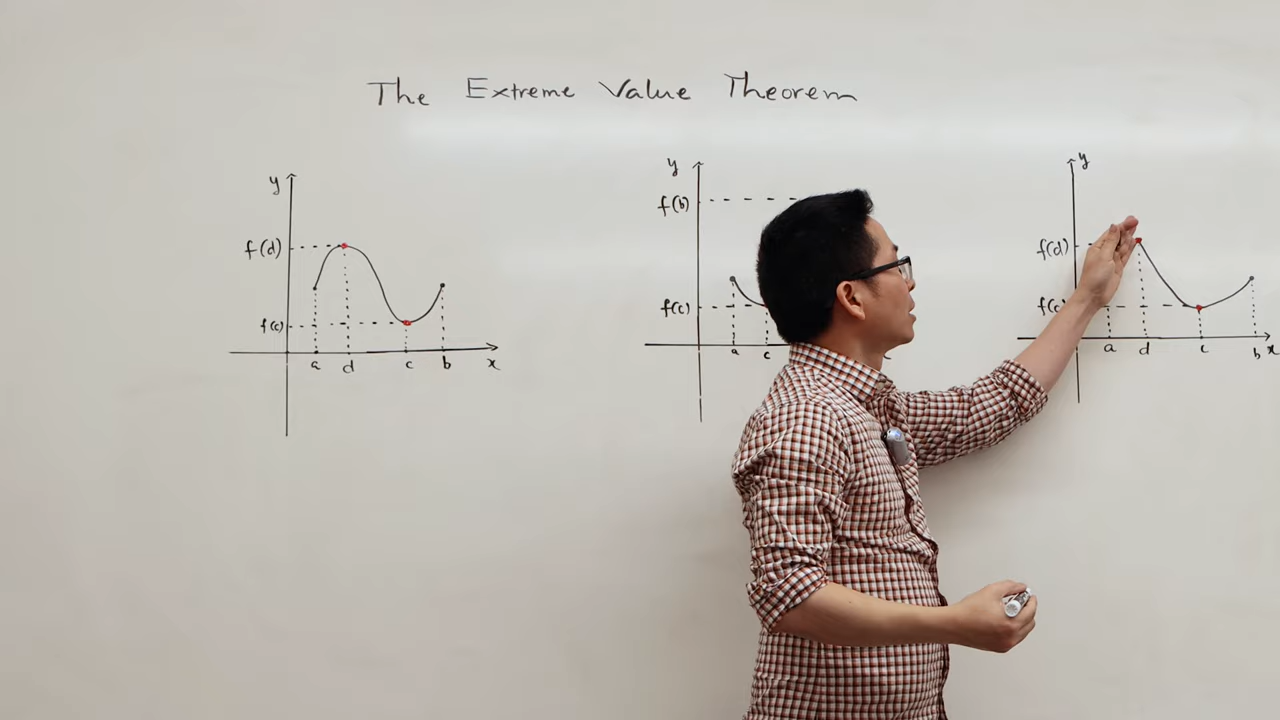 The Extreme Value Theorem
y
f(d)
f(c)
a d c b x
y
f(b)
f(c)
a c
y
f(d)
a d c b x